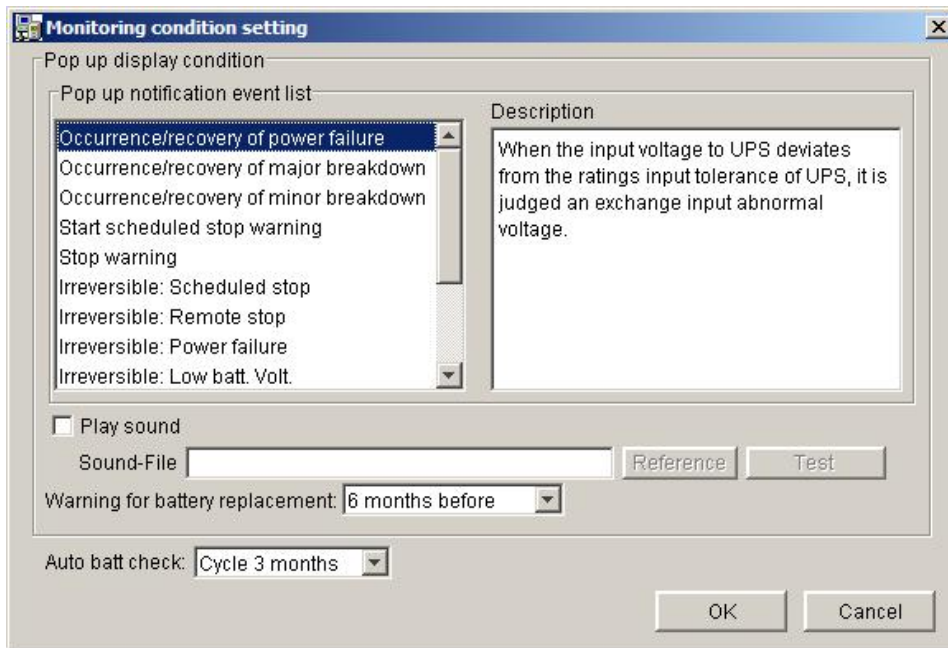 Monitoring condition setting
Pop up display condition
Pop up notification event list
Occurrence/recovery of power failure
Occurrence/recovery of major breakdown
Occurrence/recovery of minor breakdown
Start scheduled stop warning
Stop warning
Irreversible: Scheduled stop
Irreversible: Remote stop
Irreversible: Power failure
Irreversible: Low batt. Volt.
Description
When the input voltage to UPS deviates
from the ratings input tolerance of UPS, it is
judged an exchange input abnormal
voltage.
Play sound
Sound-File
Reference
Test
Warning for battery replacement: 6 months before
Auto batt check: Cycle 3 months
OK
Cancel